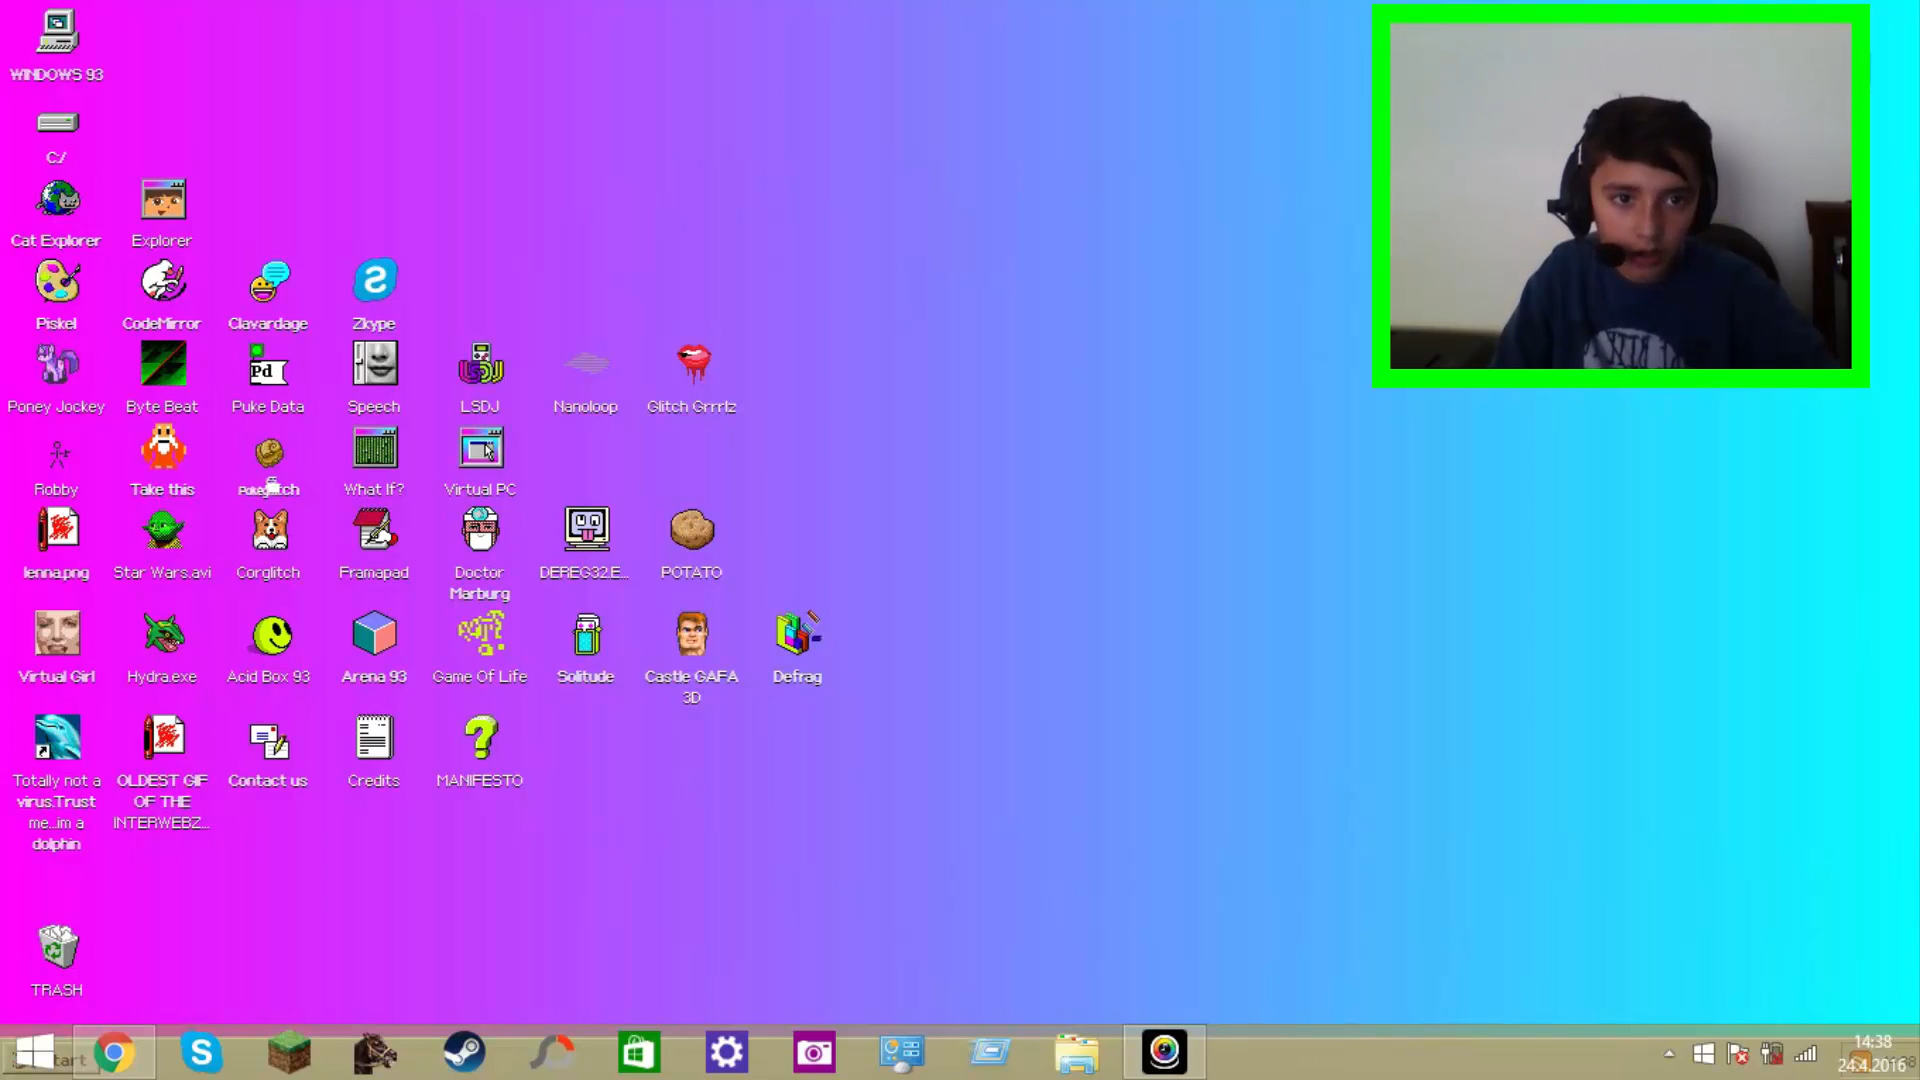 WINDOWS 93
C:/
Cat Explorer Explorer
Piskel CodeMirror Clavardage Zkype
Pd
Poney Jockey Byte Beat Puke Data Speech LSDJ Nanoloop Glitch Grrrlz
Robby Take this What If? Virtual PC
lenna.png Star Wars.avi Corglitch Framapad Doctor DEREG32.E... POTATO
Marburg
Virtual Girl Hydra.exe Acid Box 93 Arena 93 Game Of Life Solitude Castle GAFA Defrag
3D
Totally not a OLDEST GIF Contact us Credits MANIFESTO
virus.Trust OF THE
me...im a INTERWEBZ...
dolphin
TRASH
14:38
24.4.2016